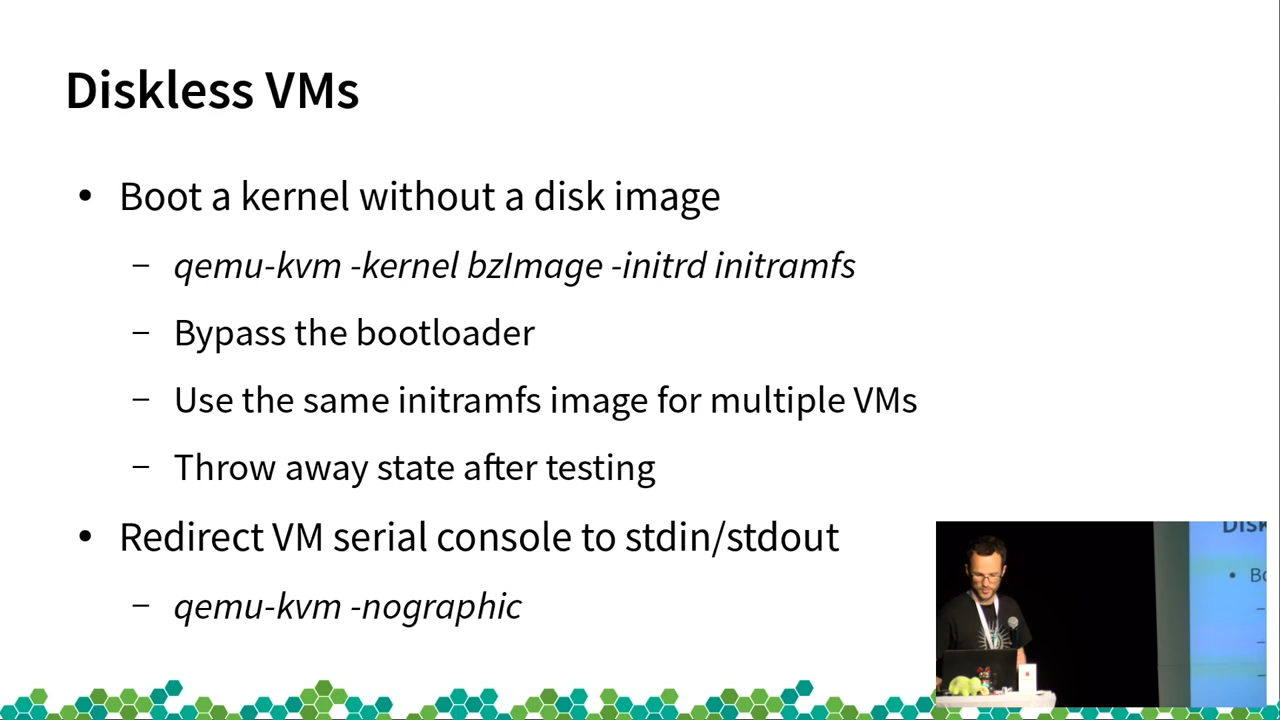 Diskless VMs
• Boot a kernel without a disk image
– qemu-kvm -kernel bzImage -initrd initramfs
– Bypass the bootloader
– Use the same initramfs image for multiple VMs
– Throw away state after testing
• Redirect VM serial console to stdin/stdout
– qemu-kvm -nographic
Disk
• Bo